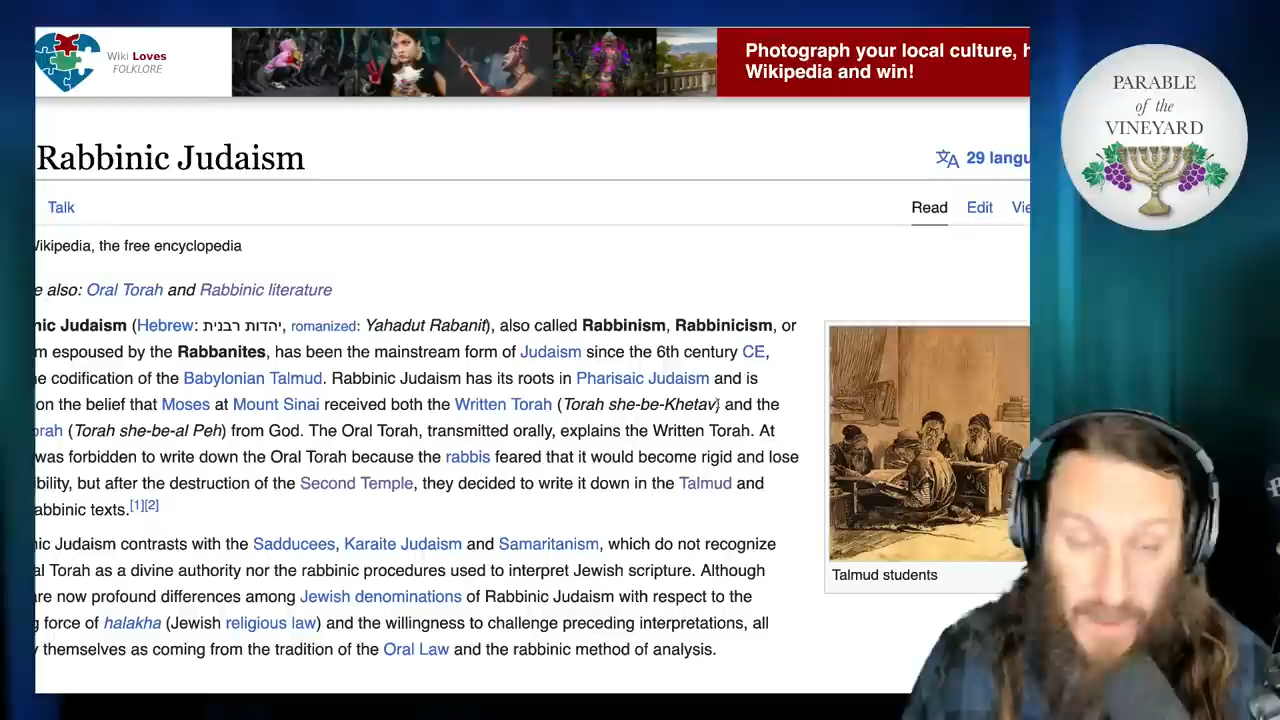 Wiki Loves
FOLKLORE
Photograph your local culture, h
Wikipedia and win!
PARABLE
of the
VINEYARD
Rabbinic Judaism
29 langu
Talk
Read Edit Vie
Wikipedia, the free encyclopedia
e also: Oral Torah and Rabbinic literature
nic Judaism (Hebrew: יהדות רבנית, romanized: Yahadut Rabanit), also called Rabbinism, Rabbinicism, or
m espoused by the Rabbanites, has been the mainstream form of Judaism since the 6th century CE,
e codification of the Babylonian Talmud. Rabbinic Judaism has its roots in Pharisaic Judaism and is
on the belief that Moses at Mount Sinai received both the Written Torah (Torah she-be-Khetav) and the
orah (Torah she-be-al Peh) from God. The Oral Torah, transmitted orally, explains the Written Torah. At
was forbidden to write down the Oral Torah because the rabbis feared that it would become rigid and lose
bility, but after the destruction of the Second Temple, they decided to write it down in the Talmud and
abbinic texts.[1][2]
nic Judaism contrasts with the Sadducees, Karaite Judaism and Samaritanism, which do not recognize
al Torah as a divine authority nor the rabbinic procedures used to interpret Jewish scripture. Although
are now profound differences among Jewish denominations of Rabbinic Judaism with respect to the
g force of halakha (Jewish religious law) and the willingness to challenge preceding interpretations, all
y themselves as coming from the tradition of the Oral Law and the rabbinic method of analysis.
Talmud students